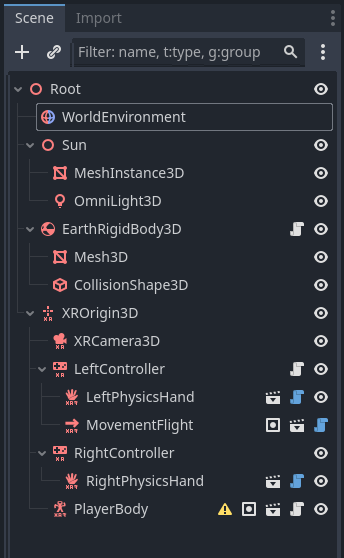 Scene Import
Filter: name, t:type, g:group
Root
WorldEnvironment
Sun
MeshInstance3D
OmniLight3D
EarthRigidBody3D
Mesh3D
CollisionShape3D
XROrigin3D
XRCamera3D
LeftController
LeftPhysicsHand
MovementFlight
RightController
RightPhysicsHand
PlayerBody